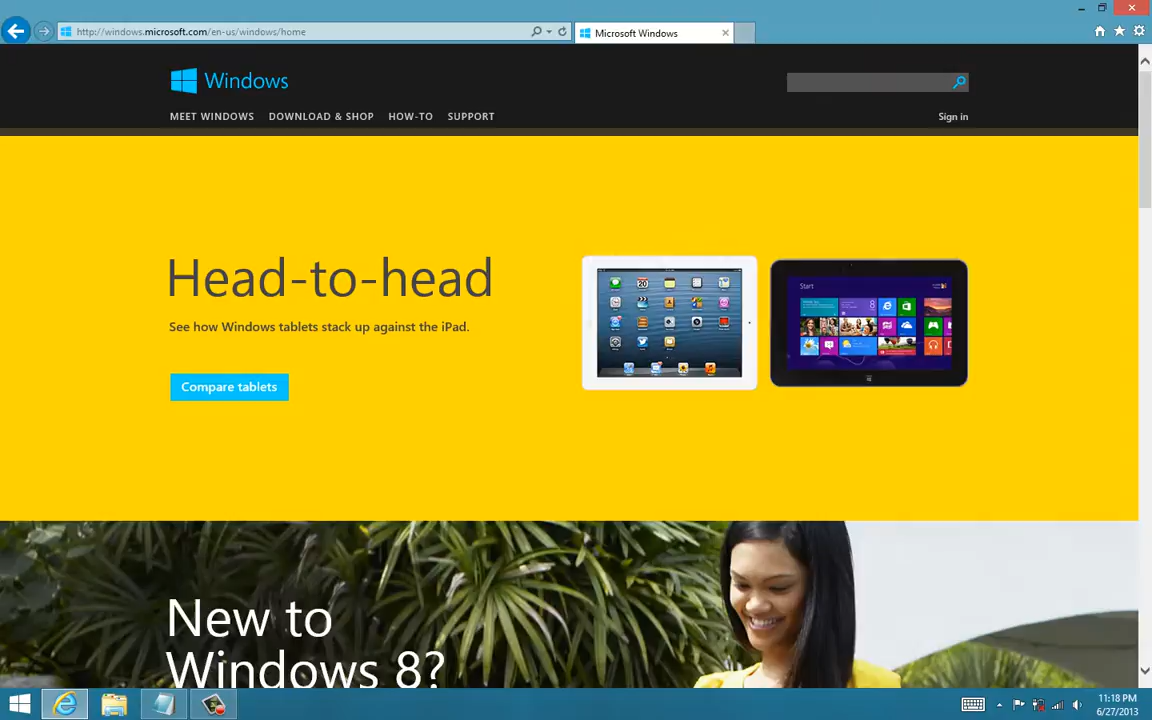 http://windows.microsoft.com/en-us/windows/home
Microsoft Windows
Windows
MEET WINDOWS
DOWNLOAD & SHOP
HOW-TO
SUPPORT
Sign in
Head-to-head
See how Windows tablets stack up against the iPad.
Compare tablets
Start
New to
Windows 8?
11:18 PM
6/27/2013